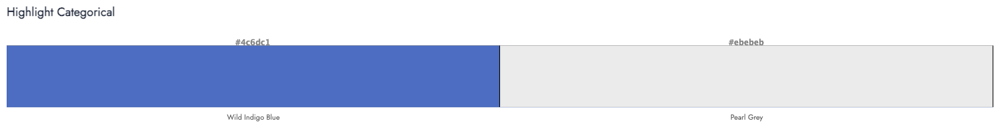 Highlight Categorical
#4c6dc1 #ebebeb
Wild Indigo Blue Pearl Grey